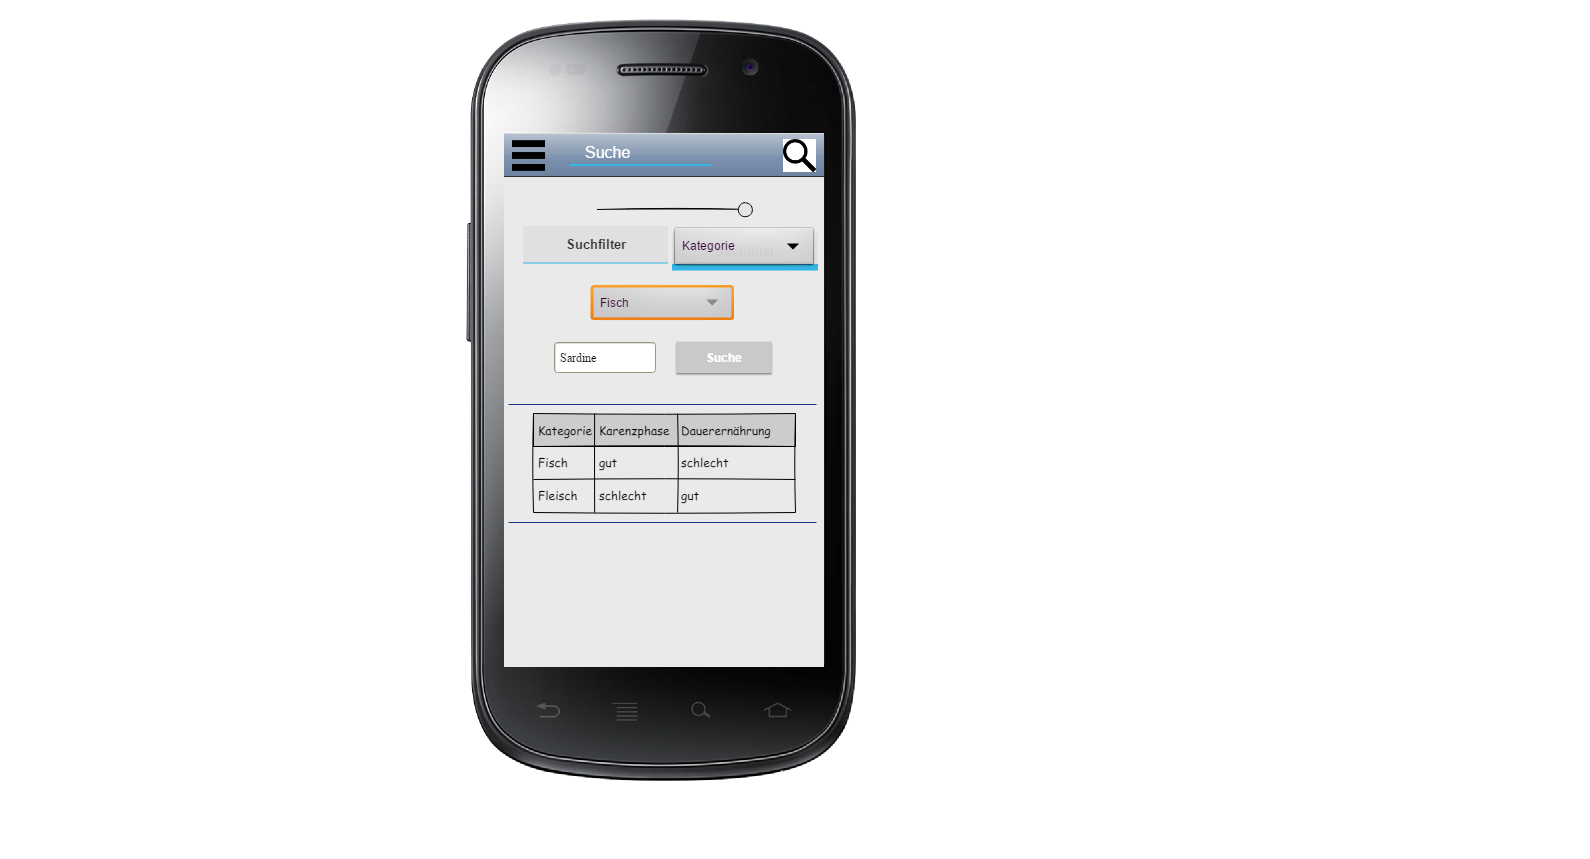 Suche
Suchfilter
Kategorie
Fisch
Sardine
Suche
Kategorie Karenzphase Dauerernährung
Fisch gut schlecht
Fleisch schlecht gut